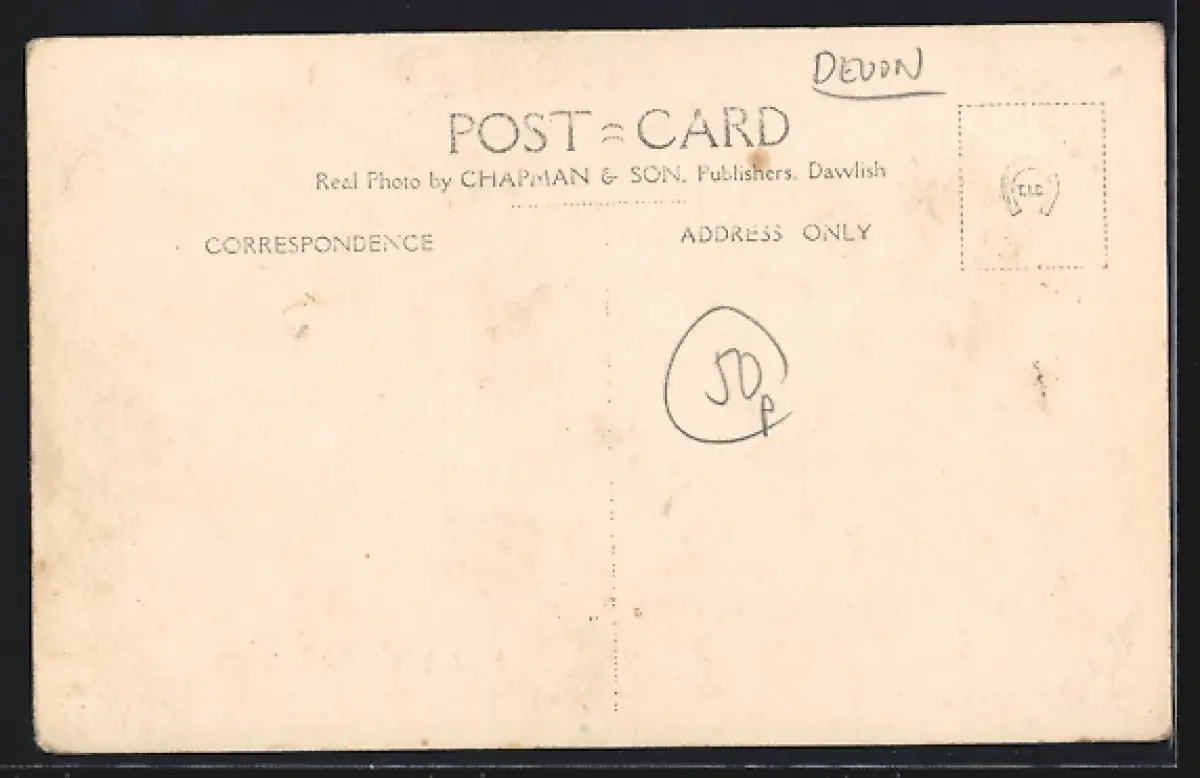 DEVON
POST = CARD
Real Photo by CHAPMAN & SON, Publishers, Dawlish
CORRESPONDENCE
ADDRESS ONLY
50p